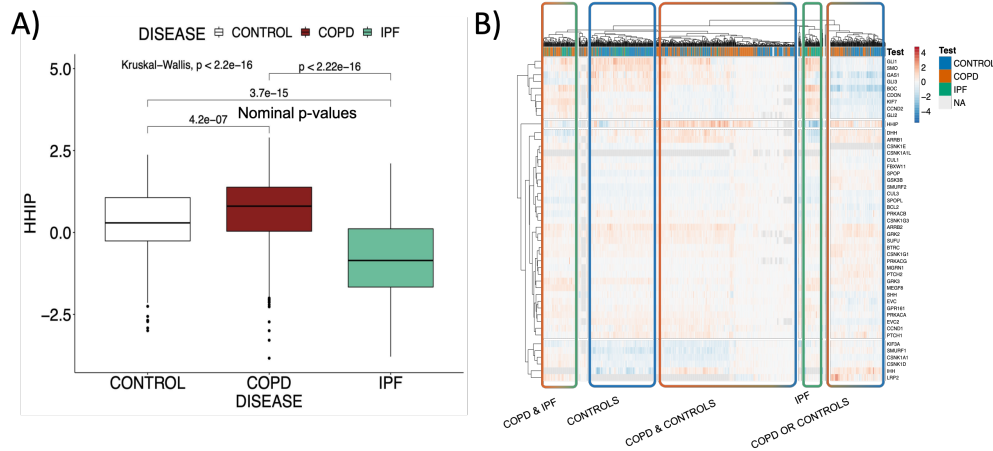 A)
DISEASE CONTROL COPD IPF
Kruskal-Wallis, p < 2.2e-16
p < 2.22e-16
3.7e-15
Nominal p-values
4.2e-07
5.0
2.5
0.0
−2.5
HHIP
CONTROL COPD IPF
DISEASE
B)
Test
GLI1
SMO
GAS1
GLI3
BOC
CDON
KIF7
CCND2
GLI2
HHIP
DHH
ARRB1
CSNK1E
CSNK1A1L
CUL1
FBXW11
SPOP
GSK3B
SMURF2
CUL3
SPOPL
BCL2
PRKACB
CSNK1G3
ARRB2
GRK2
SUFU
BTRC
CSNK1G1
PRKACG
MGRN1
PTCH2
GRK3
MEGF8
SHH
EVC
GPR161
PRKACA
EVC2
CCND1
PTCH1
KIF3A
SMURF1
CSNK1A1
CSNK1D
IHH
LRP2
4
2
0
−2
−4
Test
CONTROL
COPD
IPF
NA
COPD & IPF
CONTROLS
COPD & CONTROLS
IPF
COPD OR CONTROLS